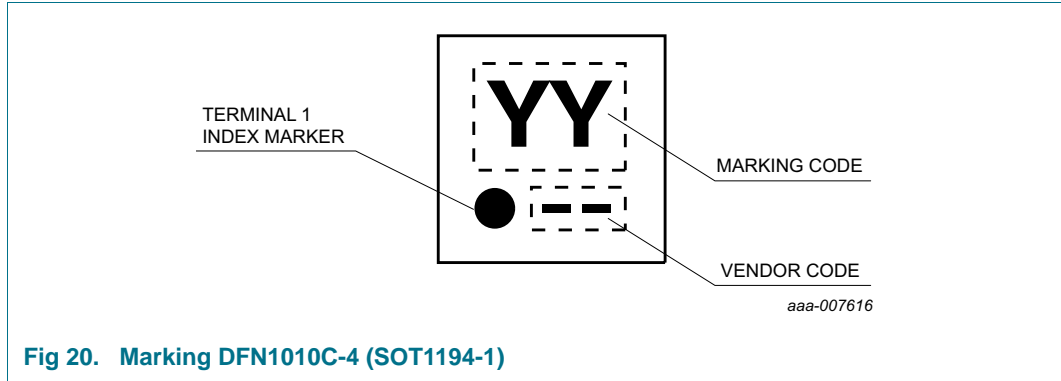 YY
TERMINAL 1
INDEX MARKER
MARKING CODE
VENDOR CODE
aaa-007616
Fig 20. Marking DFN1010C-4 (SOT1194-1)